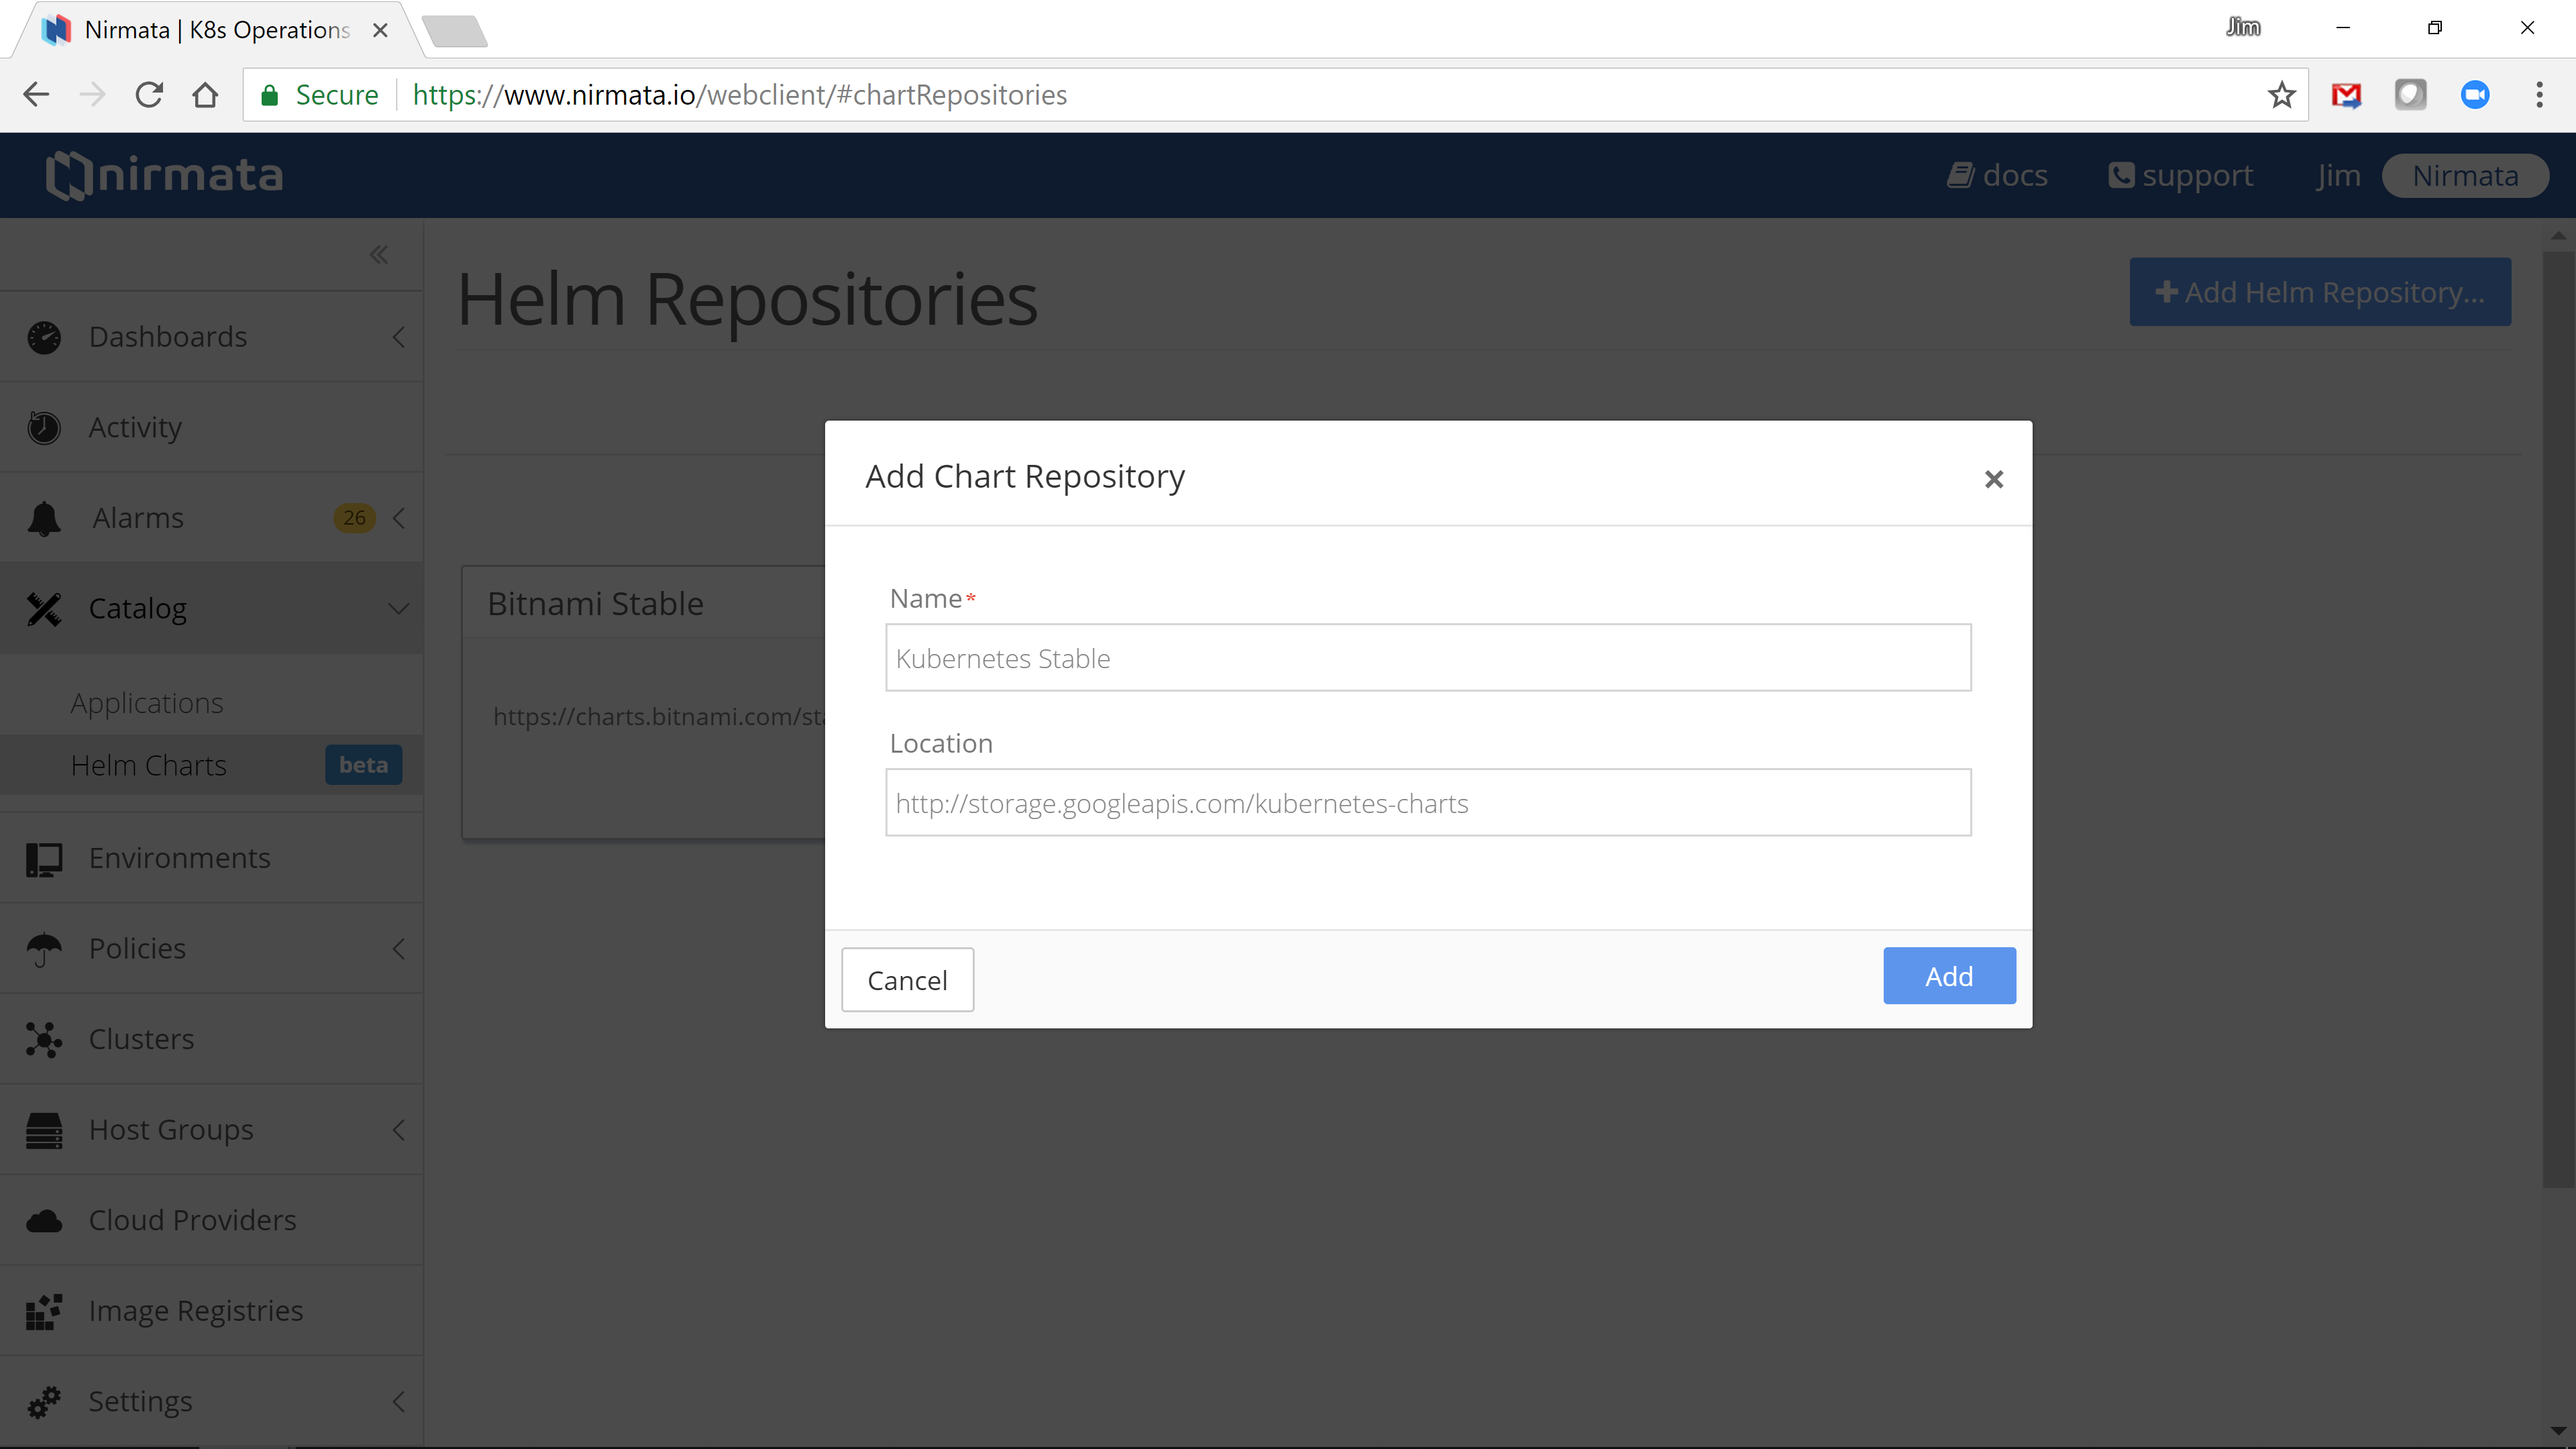 Nirmata | K8s Operations
Jim
Secure
https://www.nirmata.io/webclient/#chartRepositories
nirmata
docs
support
Jim
Nirmata
Dashboards
Activity
Alarms
26
Catalog
Applications
Helm Charts
beta
Environments
Policies
Clusters
Host Groups
Cloud Providers
Image Registries
Settings
Helm Repositories
Add Helm Repository...
Bitnami Stable
https://charts.bitnami.com/sta
Add Chart Repository
Name*
Kubernetes Stable
Location
http://storage.googleapis.com/kubernetes-charts
Cancel
Add